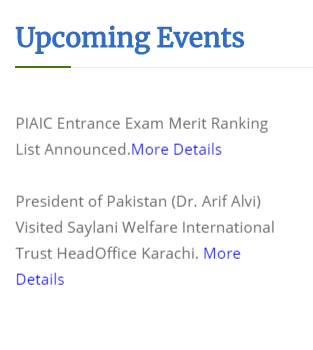 Upcoming Events
PIAIC Entrance Exam Merit Ranking
List Announced.More Details
President of Pakistan (Dr. Arif Alvi)
Visited Saylani Welfare International
Trust HeadOffice Karachi. More
Details